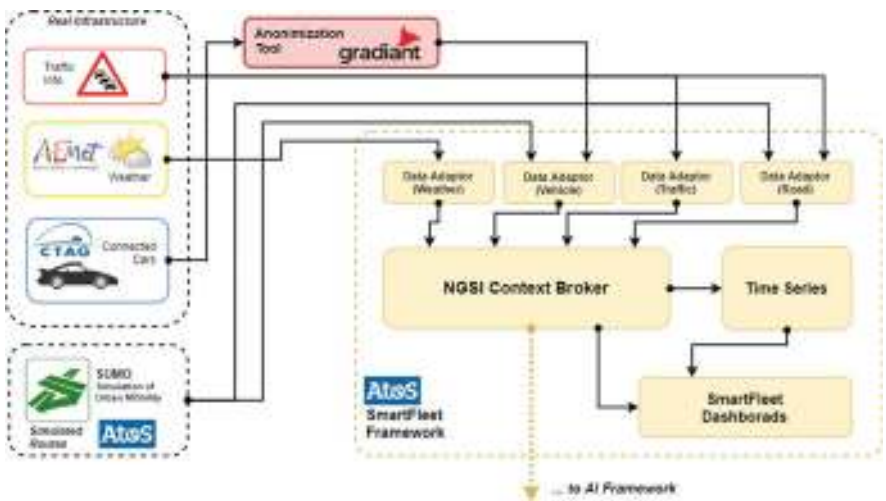 Real Infrastructure
Traffic
Info
AEmet
Weather
CTAG
Connected
Cars
SUMO
Simulation of
Urban Mobility
Simulated
Routes
Atos
Anonimization
Tool
gradiant
Data Adaptor
(Weather)
Data Adaptor
(Vehicle)
Data Adaptor
(Traffic)
Data Adaptor
(Road)
NGSI Context Broker
Time Series
Atos
SmartFleet
Framework
SmartFleet
Dashborads
... to AI Framework